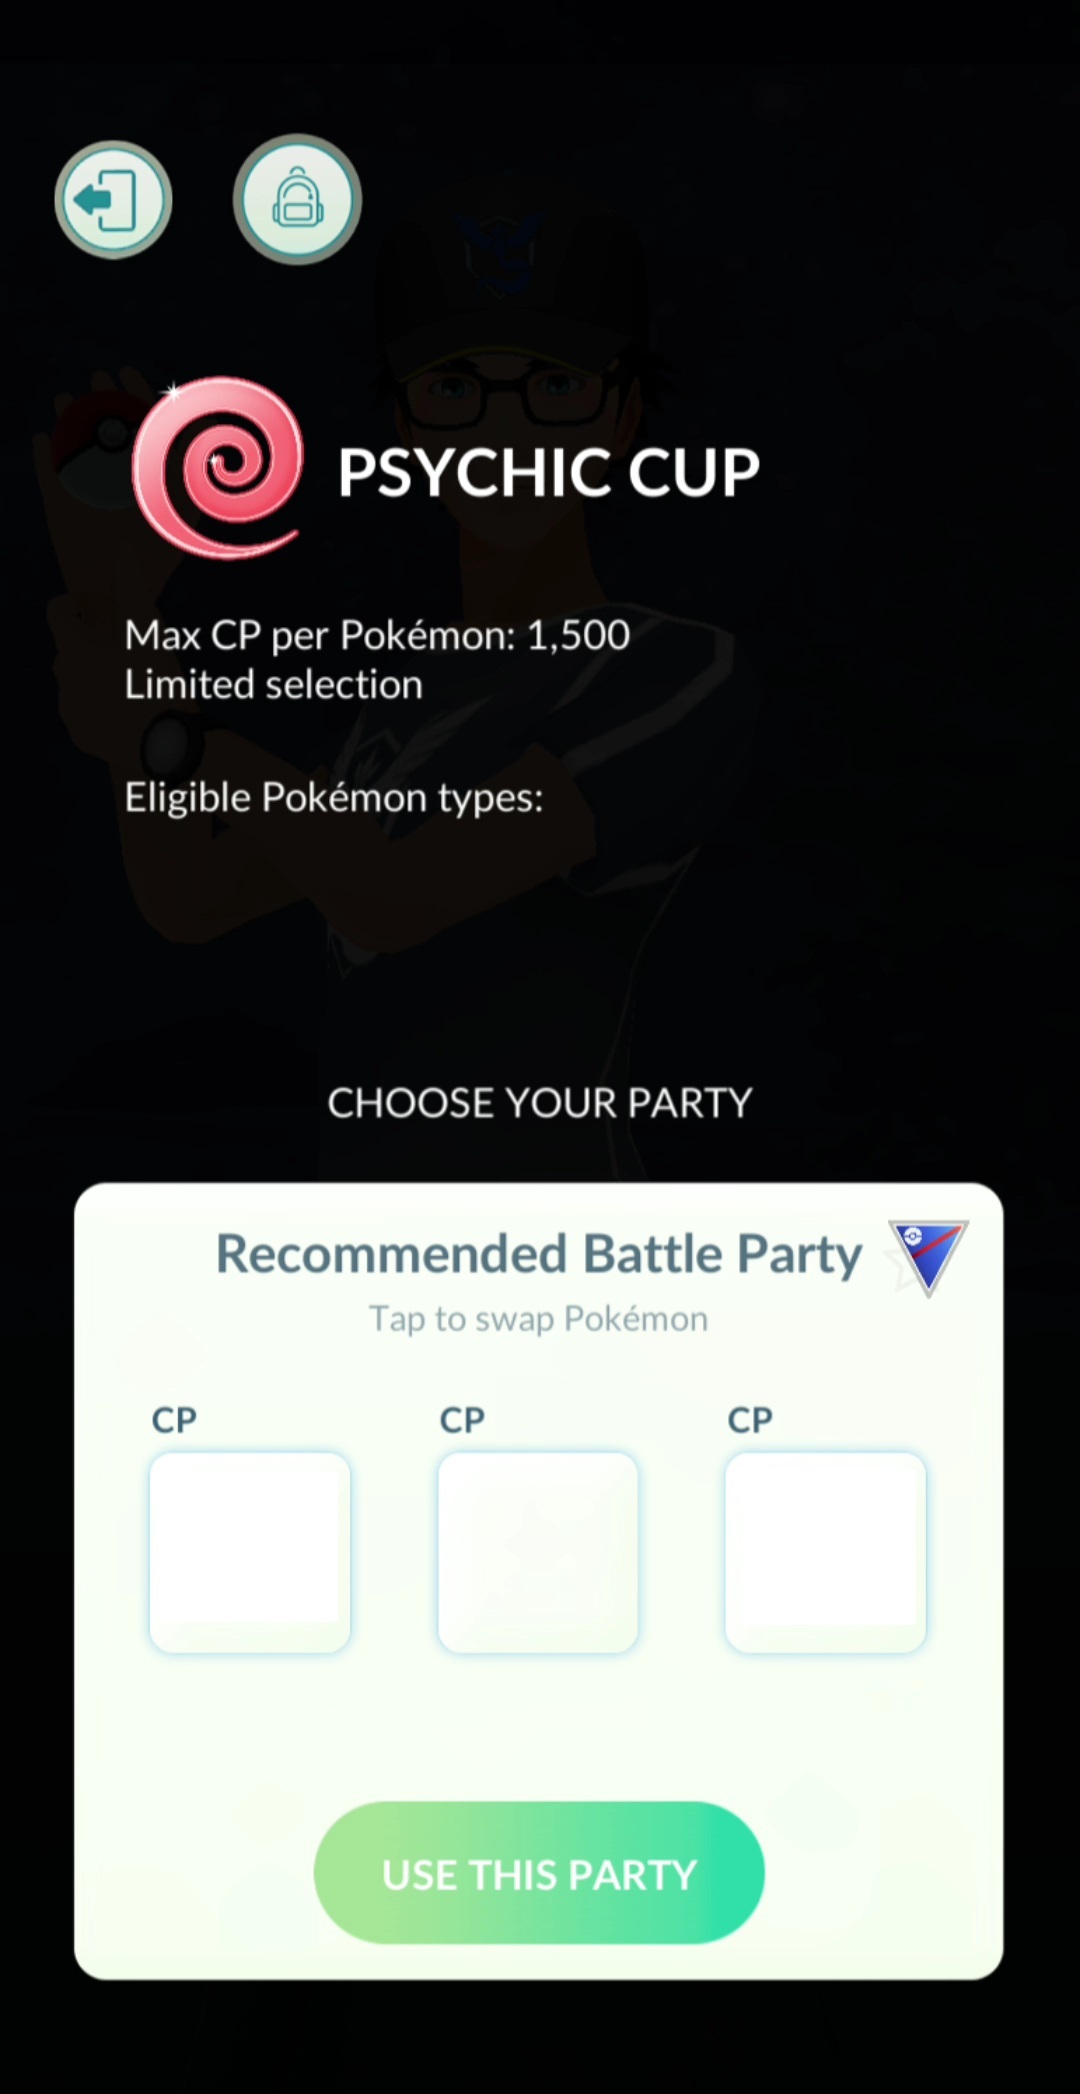 PSYCHIC CUP
Max CP per Pokémon: 1,500
Limited selection
Eligible Pokémon types:
CHOOSE YOUR PARTY
Recommended Battle Party
Tap to swap Pokémon
CP CP CP
USE THIS PARTY